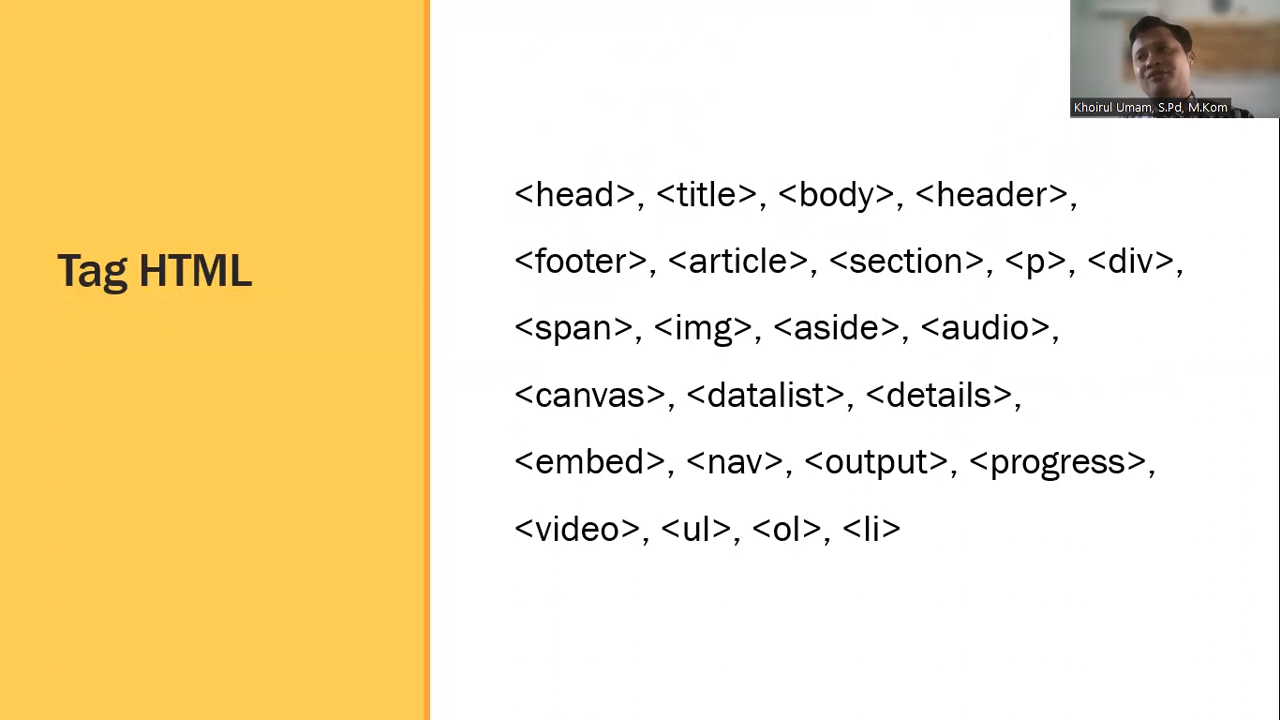 Khoirul Umam, S.Pd, M.Kom
Tag HTML
<head>, <title>, <body>, <header>,
<footer>, <article>, <section>, <p>, <div>,
<span>, <img>, <aside>, <audio>,
<canvas>, <datalist>, <details>,
<embed>, <nav>, <output>, <progress>,
<video>, <ul>, <ol>, <li>